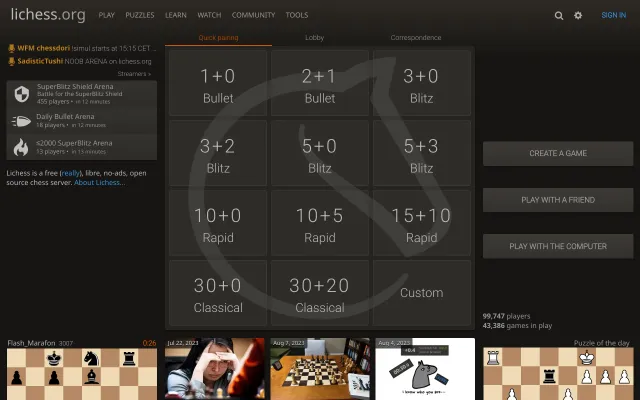 lichess.org
PLAY PUZZLES LEARN WATCH COMMUNITY TOOLS
SIGN IN
WFM chessdori !simul starts at 15:15 CET ...
SadisticTushi NOOB ARENA on lichess.org
Streamers »
SuperBlitz Shield Arena
Battle for the SuperBlitz Shield
455 players • in 12 minutes
Daily Bullet Arena
18 players • in 12 minutes
≤2000 SuperBlitz Arena
13 players • in 13 minutes
Lichess is a free (really), libre, no-ads, open
source chess server. About Lichess...
Quick pairing Lobby Correspondence
1+0
Bullet
2+1
Bullet
3+0
Blitz
3+2
Blitz
5+0
Blitz
5+3
Blitz
10+0
Rapid
10+5
Rapid
15+10
Rapid
30+0
Classical
30+20
Classical
Custom
CREATE A GAME
PLAY WITH A FRIEND
PLAY WITH THE COMPUTER
99,747 players
43,386 games in play
Flash_Marafon 3007 0:26
Jul 22, 2023
Aug 7, 2023
Aug 4, 2023
+0.4
I know who you are...
Puzzle of the day